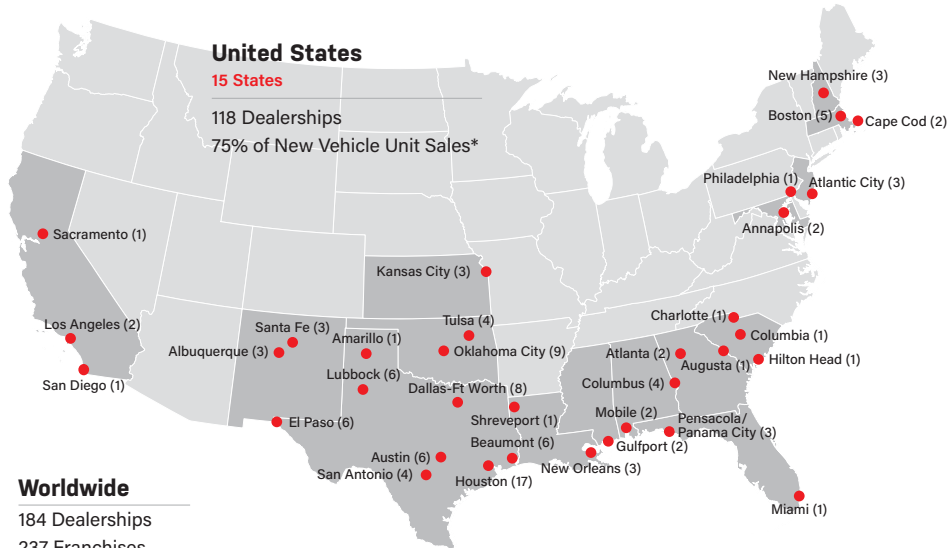 United States
15 States
118 Dealerships
75% of New Vehicle Unit Sales*
New Hampshire (3)
Boston (5)
Cape Cod (2)
Philadelphia (1)
Atlantic City (3)
Annapolis (2)
Sacramento (1)
Kansas City (3)
Los Angeles (2)
Santa Fe (3)
Amarillo (1)
Tulsa (4)
Charlotte (1)
Columbia (1)
Albuquerque (3)
Oklahoma City (9)
Atlanta (2)
Augusta (1)
Hilton Head (1)
San Diego (1)
Lubbock (6)
Dallas-Ft Worth (8)
Columbus (4)
El Paso (6)
Shreveport (1)
Mobile (2)
Pensacola/
Panama City (3)
Beaumont (6)
Gulfport (2)
Austin (6)
New Orleans (3)
San Antonio (4)
Houston (17)
Miami (1)
Worldwide
184 Dealerships
237 Franchises